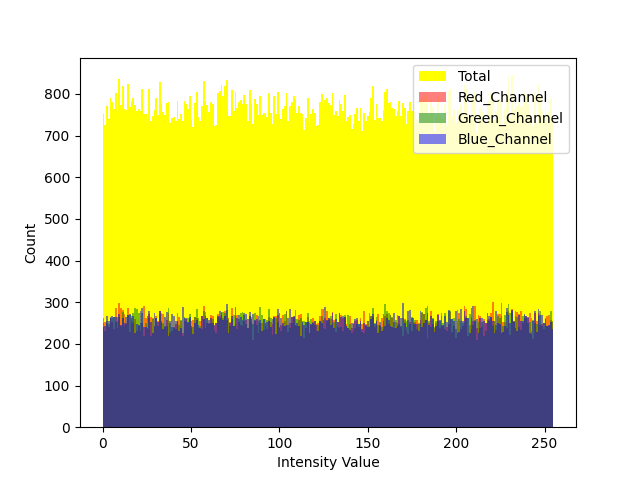 Total
Red_Channel
Green_Channel
Blue_Channel
800
700
600
500
400
300
200
100
0
Count
0 50 100 150 200 250
Intensity Value